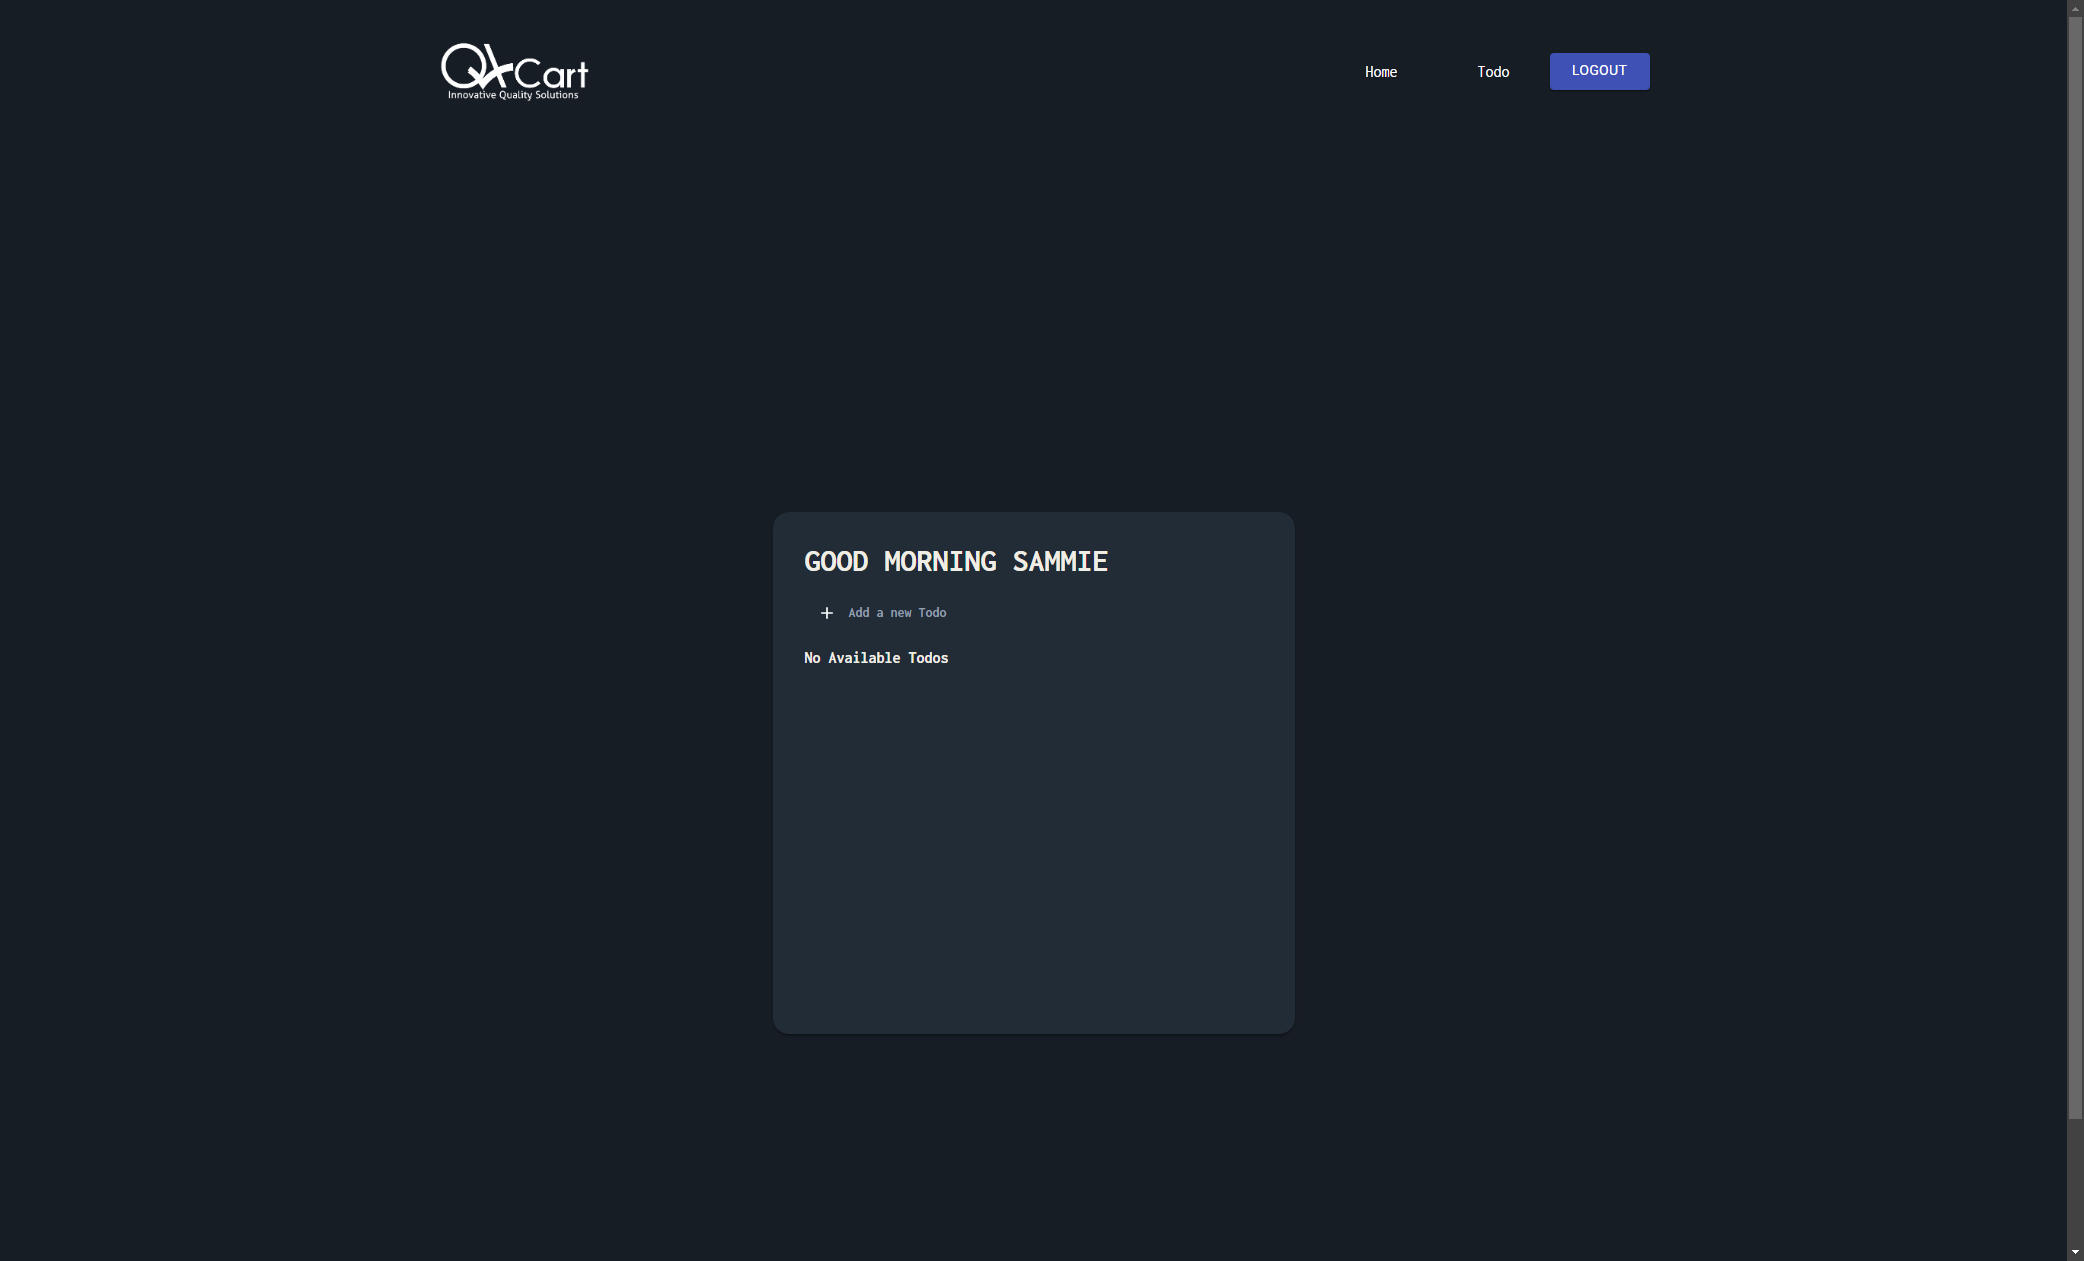 QACart
Innovative Quality Solutions
Home
Todo
LOGOUT
GOOD MORNING SAMMIE
Add a new Todo
No Available Todos